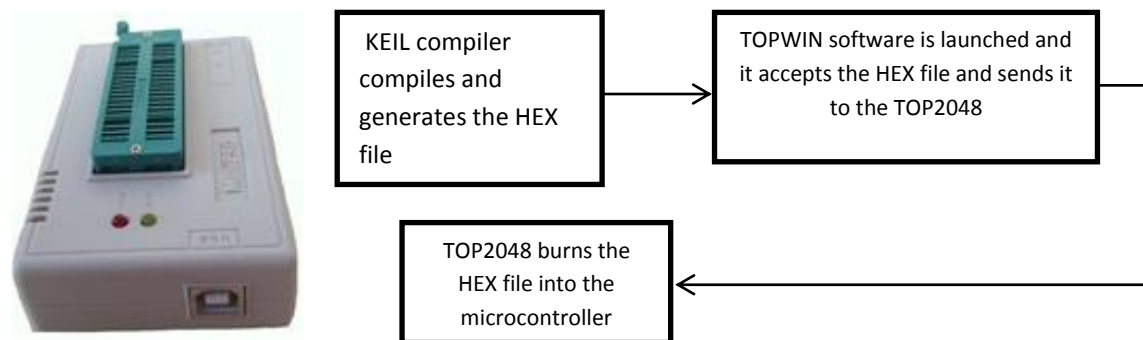 KEIL compiler
compiles and
generates the HEX
file
TOPWIN software is launched and
it accepts the HEX file and sends it
to the TOP2048
TOP2048 burns the
HEX file into the
microcontroller